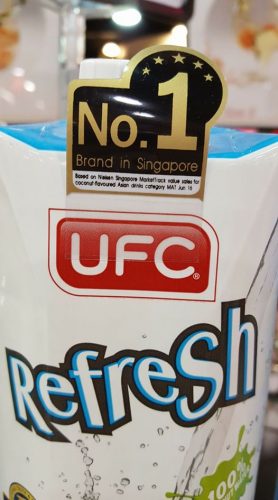 No.1
Brand in Singapore
Based on Nielsen Singapore MarketTrack value sales for
coconut-flavoured Asian drinks category MAT Jun 16
UFC®
Refresh
100%